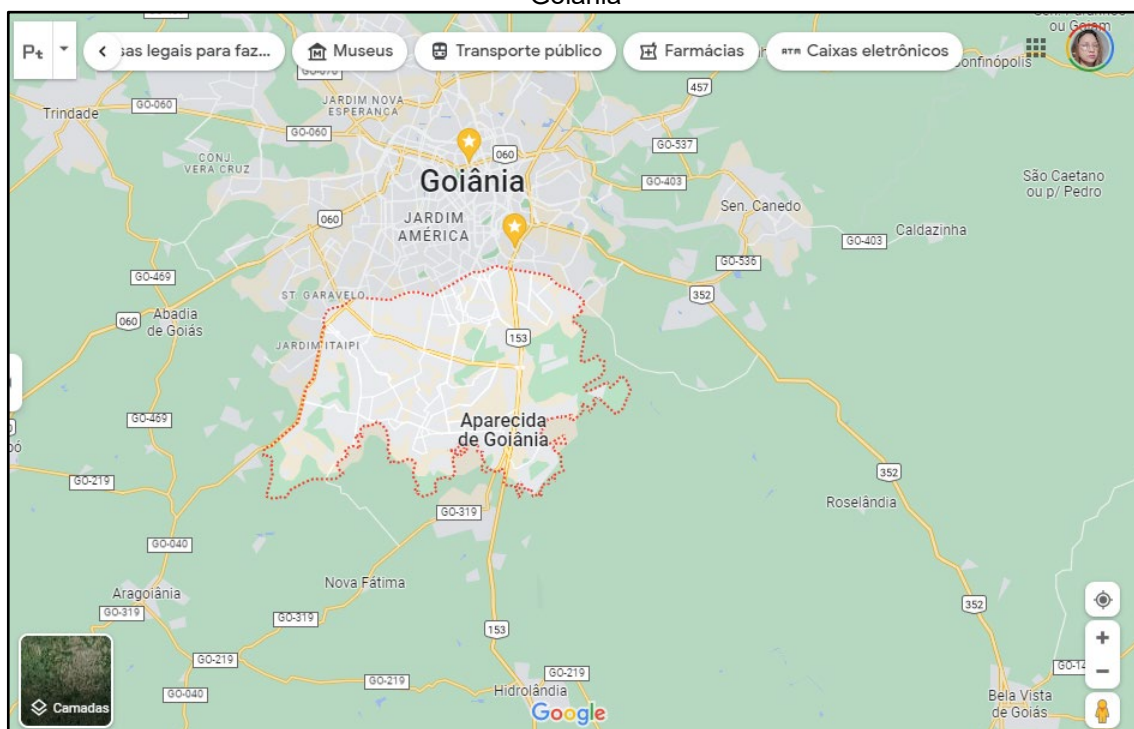 Goiânia
ou Goiam
Pt
sas legais para faz...
Museus
Transporte público
Farmácias
ATM
Caixas eletrônicos
Bonfinópolis
GO-070
457
Trindade
GO-060
JARDIM NOVA
ESPERANÇA
GO-060
060
GO-537
CONJ.
VERA CRUZ
Goiânia
GO-403
São Caetano
ou p/ Pedro
Sen. Canedo
060
JARDIM
AMÉRICA
Caldazinha
GO-403
GO-536
GO-469
ST. GARAVELO
352
060
Abadia
de Goiás
153
JARDIM ITAIPI
GO-469
Aparecida
de Goiânia
352
GO-219
Roselândia
GO-319
GO-040
Nova Fátima
Aragoiânia
GO-319
GO-319
352
153
GO-219
GO-219
GO-219
GO-040
Hidrolândia
Bela Vista
de Goiás
Camadas
Google